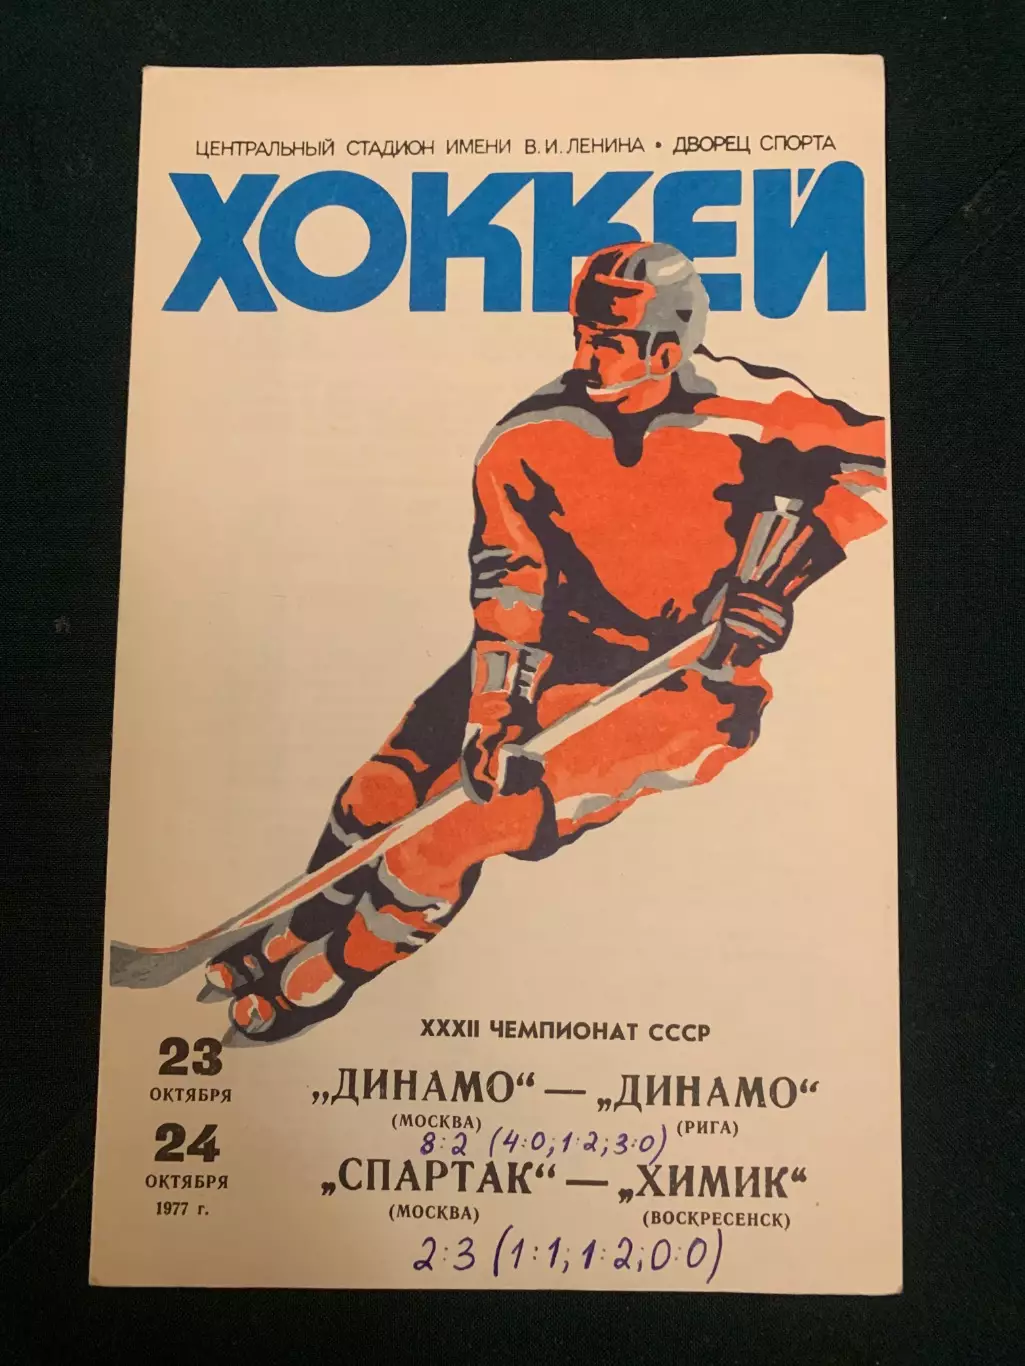 ЦЕНТРАЛЬНЫЙ СТАДИОН ИМЕНИ В.И.ЛЕНИНА • ДВОРЕЦ СПОРТА
ХОККЕЙ
XXXII ЧЕМПИОНАТ СССР
23
ОКТЯБРЯ
„ДИНАМО“ — „ДИНАМО“
(МОСКВА) (РИГА)
8:2 (4:0; 1:2; 3:0)
24
ОКТЯБРЯ
1977 г.
„СПАРТАК“ — „ХИМИК“
(МОСКВА) (ВОСКРЕСЕНСК)
2:3 (1:1; 1:2; 0:0)